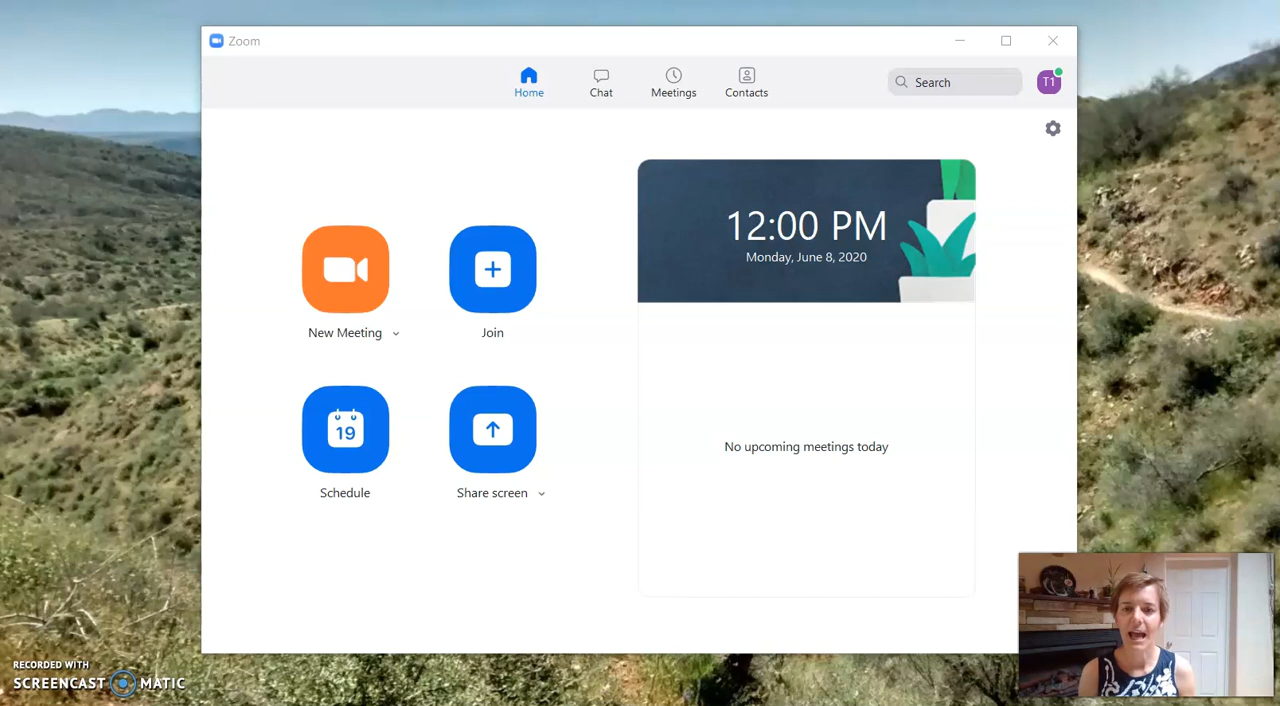 Zoom
Home
Chat
Meetings
Contacts
Search
T1
12:00 PM
Monday, June 8, 2020
New Meeting
Join
19
Schedule
Share screen
No upcoming meetings today
RECORDED WITH
SCREENCAST MATIC